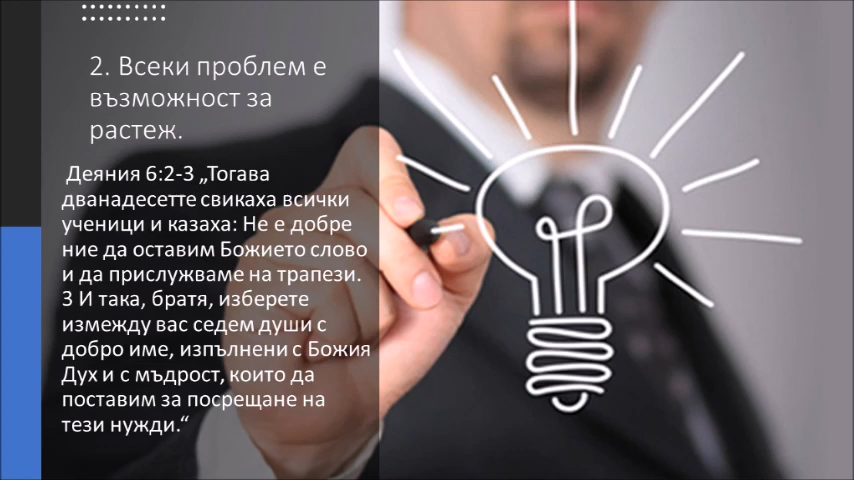 2. Всеки проблем е
възможност за
растеж.
Деяния 6:2-3 „Тогава
дванадесетте свикаха всички
ученици и казаха: Не е добре
ние да оставим Божието слово
и да прислужваме на трапези.
3 И така, братя, изберете
измежду вас седем души с
добро име, изпълнени с Божия
Дух и с мъдрост, които да
поставим за посрещане на
тези нужди.“